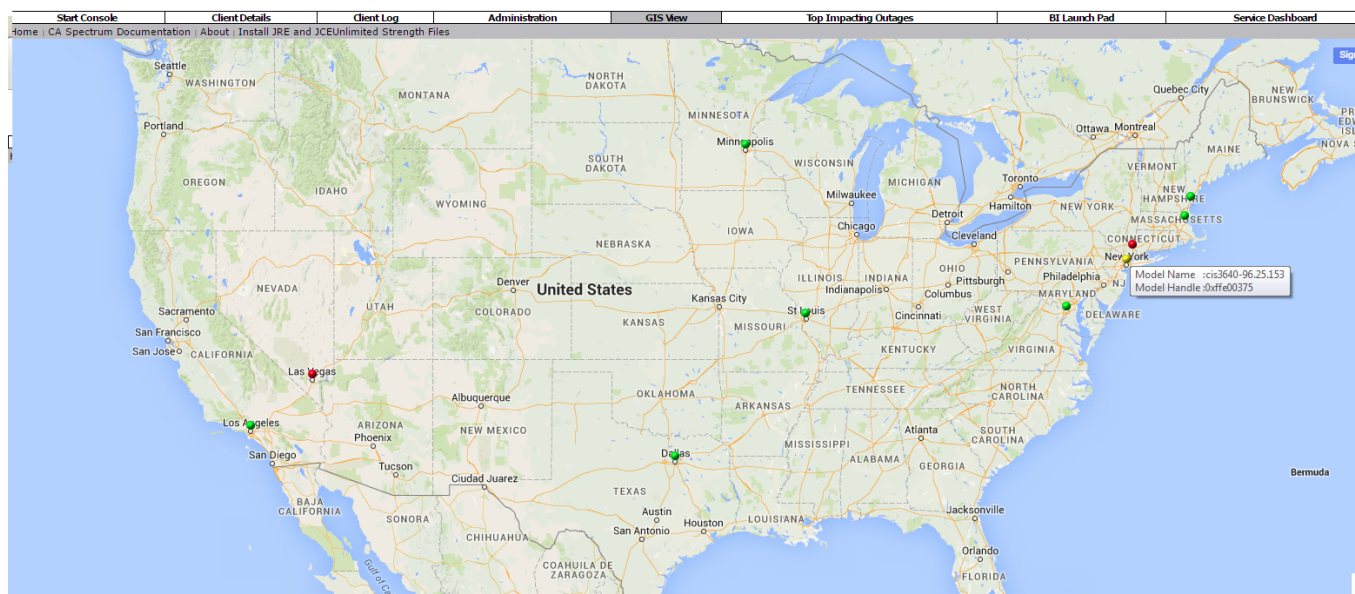 Start Console Client Details Client Log Administration GIS View Top Impacting Outages BI Launch Pad Service Dashboard
Home | CA Spectrum Documentation | About | Install JRE and JCEUnlimited Strength Files
Seattle
WASHINGTON
NORTH
DAKOTA
MONTANA
Quebec City
NEW
BRUNSWICK
MINNESOTA
Portland
Ottawa Montreal
MAINE
Minneapolis
SOUTH
DAKOTA
WISCONSIN
VERMONT
OREGON
IDAHO
MICHIGAN
Toronto
NEW
HAMPSHIRE
WYOMING
Milwaukee
Hamilton
NEW YORK
Detroit
MASSACHUSETTS
Chicago
IOWA
NEBRASKA
Cleveland
CONNECTICUT
New York
PENNSYLVANIA
Model Name :cis3640-96.25.153
Model Handle :0xffe00375
NEVADA
UTAH
Denver
United States
ILLINOIS
INDIANA
OHIO
Pittsburgh
Philadelphia
NJ
Indianapolis
Columbus
MARYLAND
Kansas City
Sacramento
COLORADO
KANSAS
MISSOURI
St Louis
Cincinnati
WEST
VIRGINIA
DELAWARE
San Francisco
San Jose
CALIFORNIA
KENTUCKY
VIRGINIA
Las Vegas
Albuquerque
OKLAHOMA
TENNESSEE
NORTH
CAROLINA
ARKANSAS
Los Angeles
ARIZONA
NEW MEXICO
Phoenix
Atlanta
SOUTH
CAROLINA
MISSISSIPPI
San Diego
Dallas
ALABAMA
GEORGIA
Tucson
Ciudad Juarez
Bermuda
TEXAS
BAJA
CALIFORNIA
SONORA
Austin
Houston
LOUISIANA
Jacksonville
San Antonio
CHIHUAHUA
Orlando
COAHUILA DE
ZARAGOZA
FLORIDA